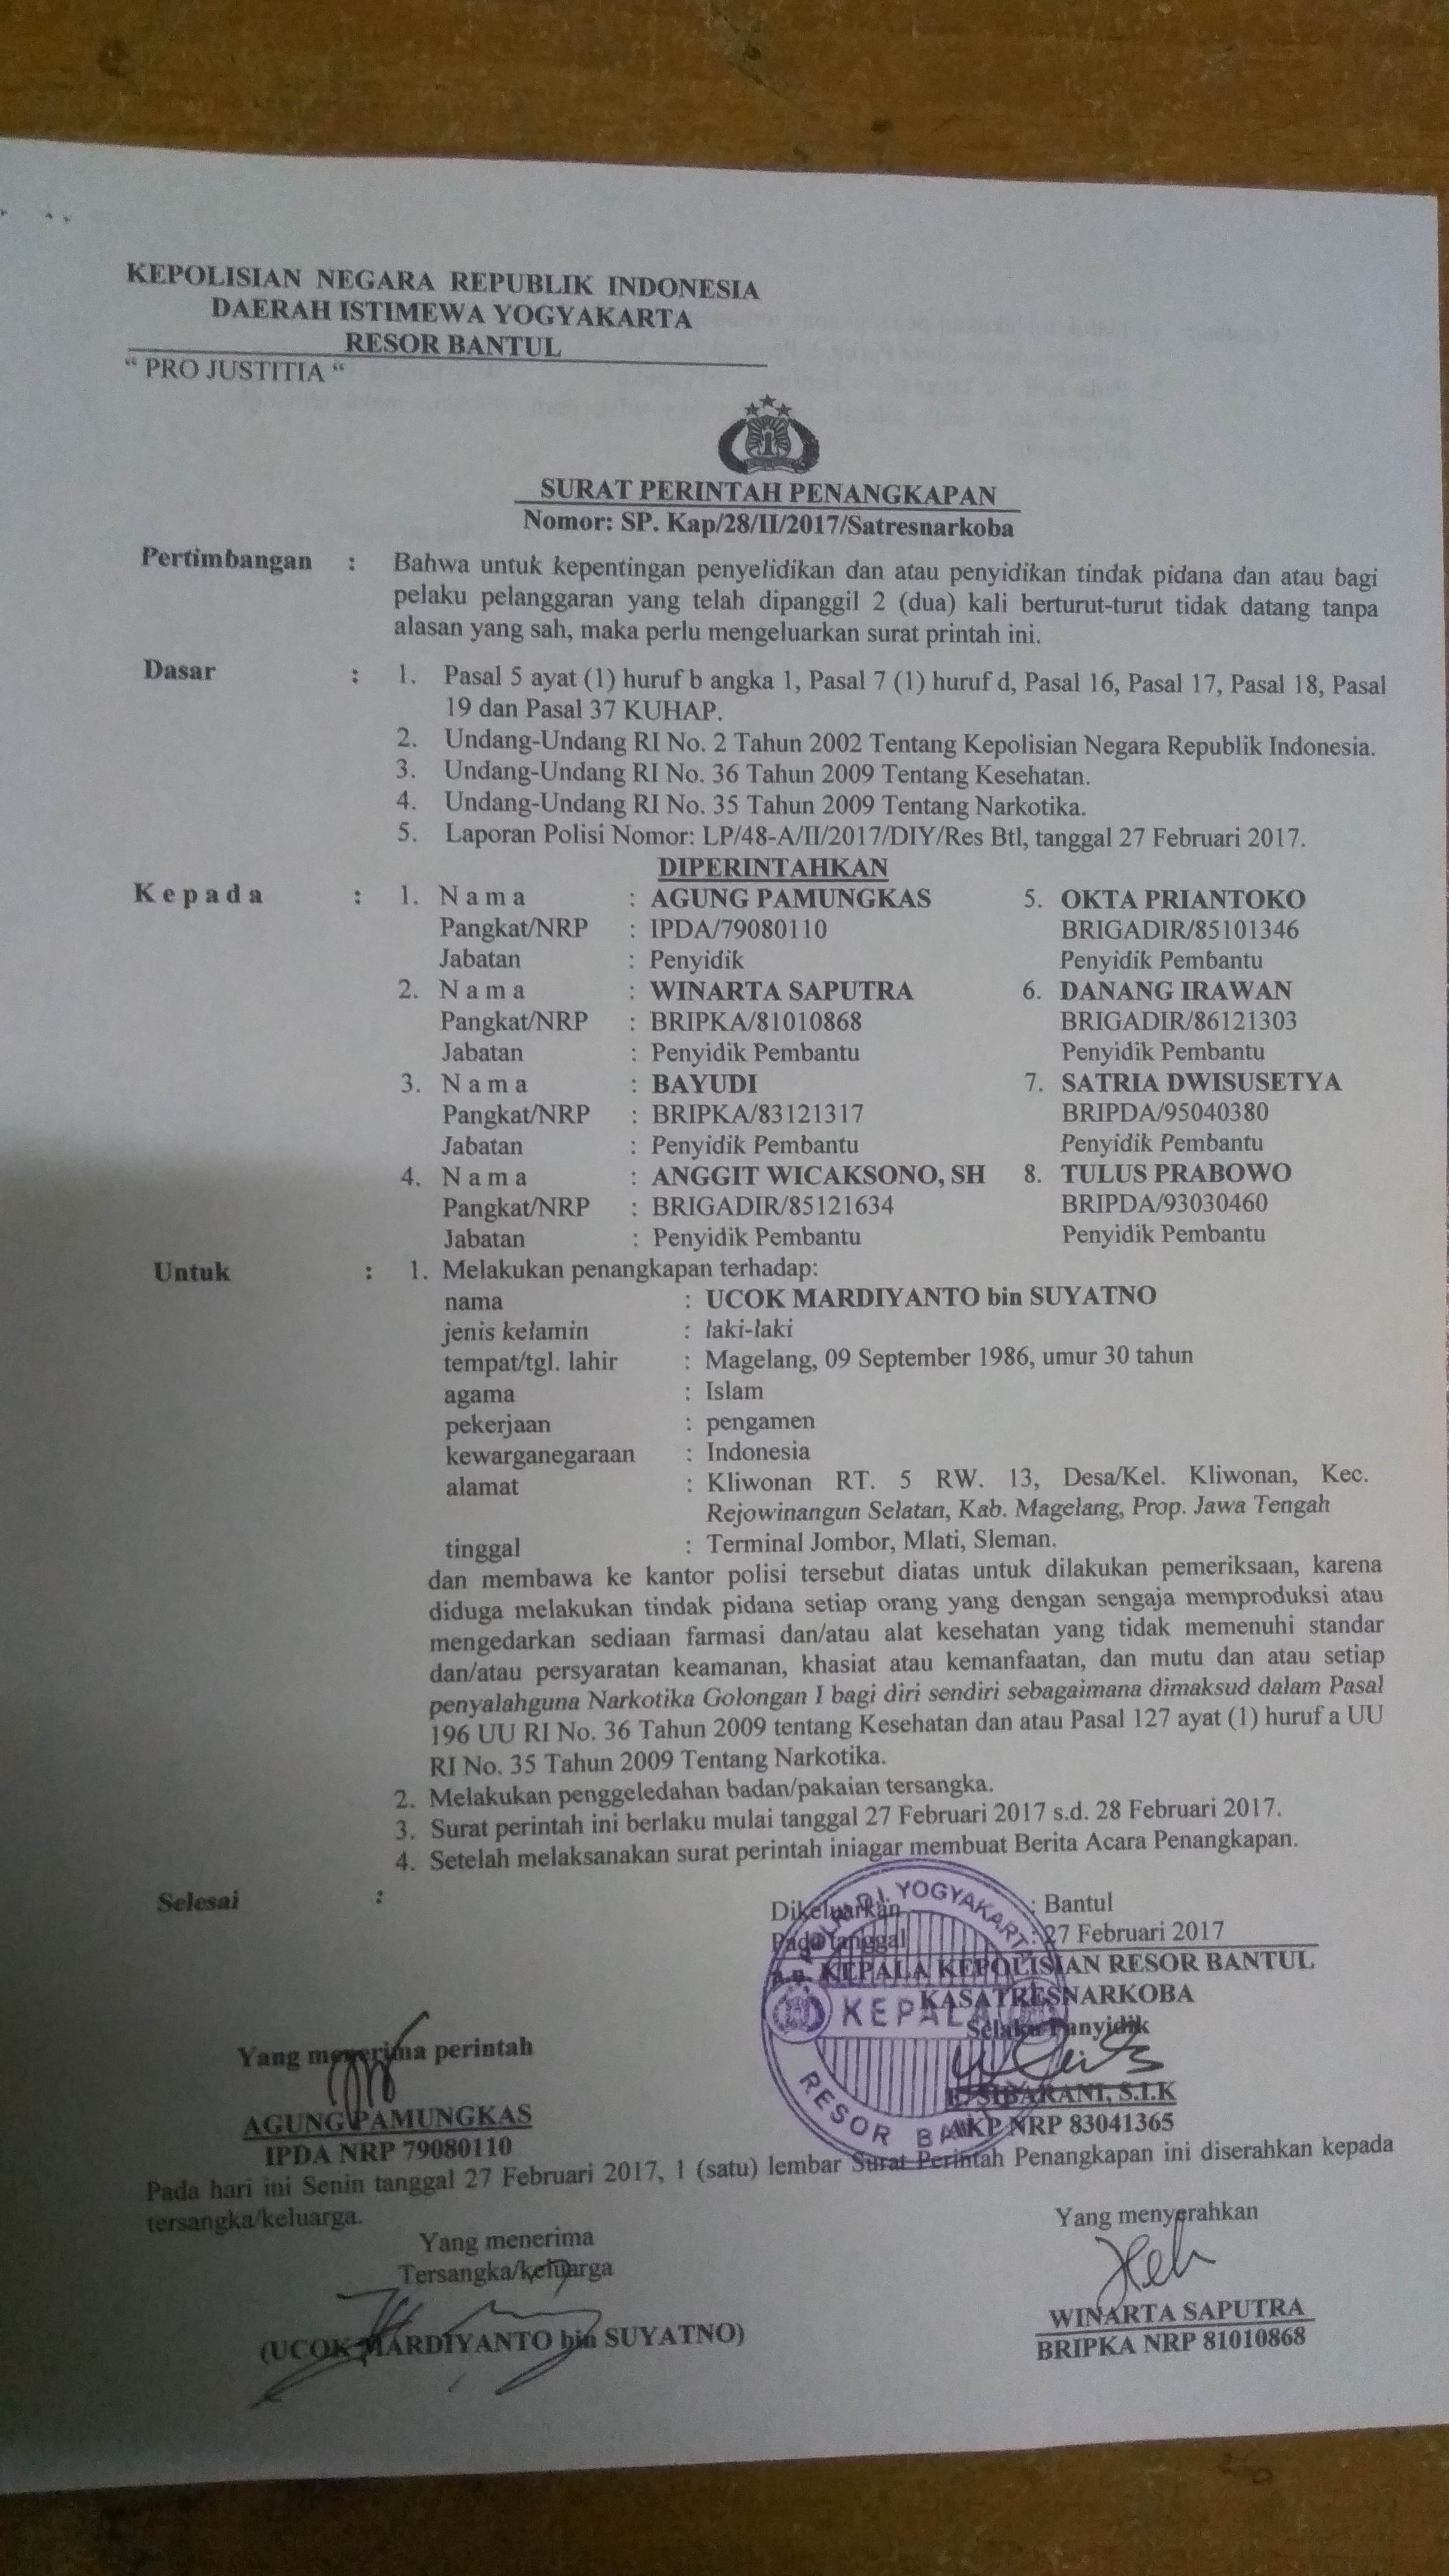 KEPOLISIAN NEGARA REPUBLIK INDONESIA
DAERAH ISTIMEWA YOGYAKARTA
RESOR BANTUL
“ PRO JUSTITIA “
SURAT PERINTAH PENANGKAPAN
Nomor: SP. Kap/28/II/2017/Satresnarkoba
Pertimbangan : Bahwa untuk kepentingan penyelidikan dan atau penyidikan tindak pidana dan atau bagi
pelaku pelanggaran yang telah dipanggil 2 (dua) kali berturut-turut tidak datang tanpa
alasan yang sah, maka perlu mengeluarkan surat printah ini.
Dasar : 1. Pasal 5 ayat (1) huruf b angka 1, Pasal 7 (1) huruf d, Pasal 16, Pasal 17, Pasal 18, Pasal
19 dan Pasal 37 KUHAP.
2. Undang-Undang RI No. 2 Tahun 2002 Tentang Kepolisian Negara Republik Indonesia.
3. Undang-Undang RI No. 36 Tahun 2009 Tentang Kesehatan.
4. Undang-Undang RI No. 35 Tahun 2009 Tentang Narkotika.
5. Laporan Polisi Nomor: LP/48-A/II/2017/DIY/Res Btl, tanggal 27 Februari 2017.
DIPERINTAHKAN
Kepada : 1. Nama : AGUNG PAMUNGKAS 5. OKTA PRIANTOKO
Pangkat/NRP : IPDA/79080110 BRIGADIR/85101346
Jabatan : Penyidik Penyidik Pembantu
2. Nama : WINARTA SAPUTRA 6. DANANG IRAWAN
Pangkat/NRP : BRIPKA/81010868 BRIGADIR/86121303
Jabatan : Penyidik Pembantu Penyidik Pembantu
3. Nama : BAYUDI 7. SATRIA DWISUSETYA
Pangkat/NRP : BRIPKA/83121317 BRIPDA/95040380
Jabatan : Penyidik Pembantu Penyidik Pembantu
4. Nama : ANGGIT WICAKSONO, SH 8. TULUS PRABOWO
Pangkat/NRP : BRIGADIR/85121634 BRIPDA/93030460
Jabatan : Penyidik Pembantu Penyidik Pembantu
Untuk : 1. Melakukan penangkapan terhadap:
nama : UCOK MARDIYANTO bin SUYATNO
jenis kelamin : laki-laki
tempat/tgl. lahir : Magelang, 09 September 1986, umur 30 tahun
agama : Islam
pekerjaan : pengamen
kewarganegaraan : Indonesia
alamat : Kliwonan RT. 5 RW. 13, Desa/Kel. Kliwonan, Kec.
Rejowinangun Selatan, Kab. Magelang, Prop. Jawa Tengah
tinggal : Terminal Jombor, Mlati, Sleman.
dan membawa ke kantor polisi tersebut diatas untuk dilakukan pemeriksaan, karena
diduga melakukan tindak pidana setiap orang yang dengan sengaja memproduksi atau
mengedarkan sediaan farmasi dan/atau alat kesehatan yang tidak memenuhi standar
dan/atau persyaratan keamanan, khasiat atau kemanfaatan, dan mutu dan atau setiap
penyalahguna Narkotika Golongan I bagi diri sendiri sebagaimana dimaksud dalam Pasal
196 UU RI No. 36 Tahun 2009 tentang Kesehatan dan atau Pasal 127 ayat (1) huruf a UU
RI No. 35 Tahun 2009 Tentang Narkotika.
2. Melakukan penggeledahan badan/pakaian tersangka.
3. Surat perintah ini berlaku mulai tanggal 27 Februari 2017 s.d. 28 Februari 2017.
4. Setelah melaksanakan surat perintah iniagar membuat Berita Acara Penangkapan.
Selesai :
Dikeluarkan : Bantul
Pada tanggal : 27 Februari 2017
a.n. KEPALA KEPOLISIAN RESOR BANTUL
KASATRESNARKOBA
Selaku Panyidik
YOGYAKARTA
KEPALA
RESOR
Yang menerima perintah
AGUNG PAMUNGKAS
IPDA NRP 79080110
SIBARANI, S.I.K
AKP NRP 83041365
Pada hari ini Senin tanggal 27 Februari 2017, 1 (satu) lembar Surat Perintah Penangkapan ini diserahkan kepada
tersangka/keluarga.
Yang menerima
Tersangka/keluarga
(UCOK MARDIYANTO bin SUYATNO)
Yang menyerahkan
WINARTA SAPUTRA
BRIPKA NRP 81010868